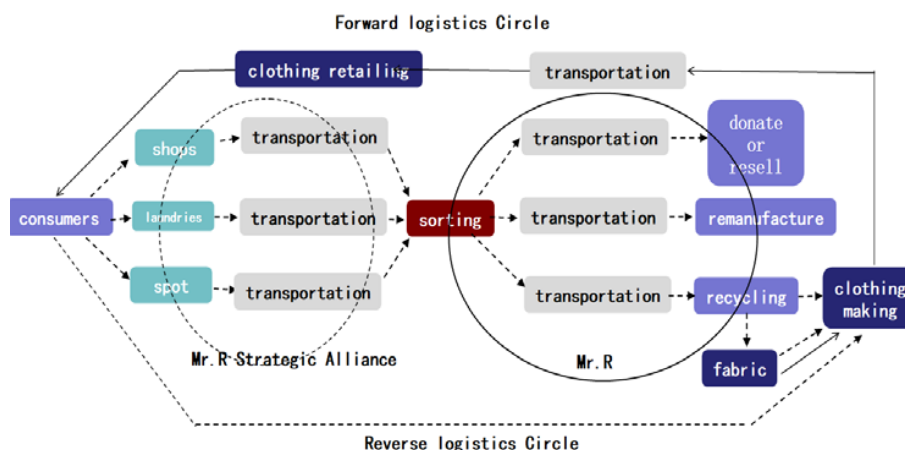 Forward logistics Circle
clothing retailing
transportation
shops
transportation
transportation
donate
or
resell
consumers
landries
transportation
sorting
transportation
remanufacture
spot
transportation
transportation
recycling
clothing
making
Mr.R Strategic Alliance
Mr.R
fabric
Reverse logistics Circle